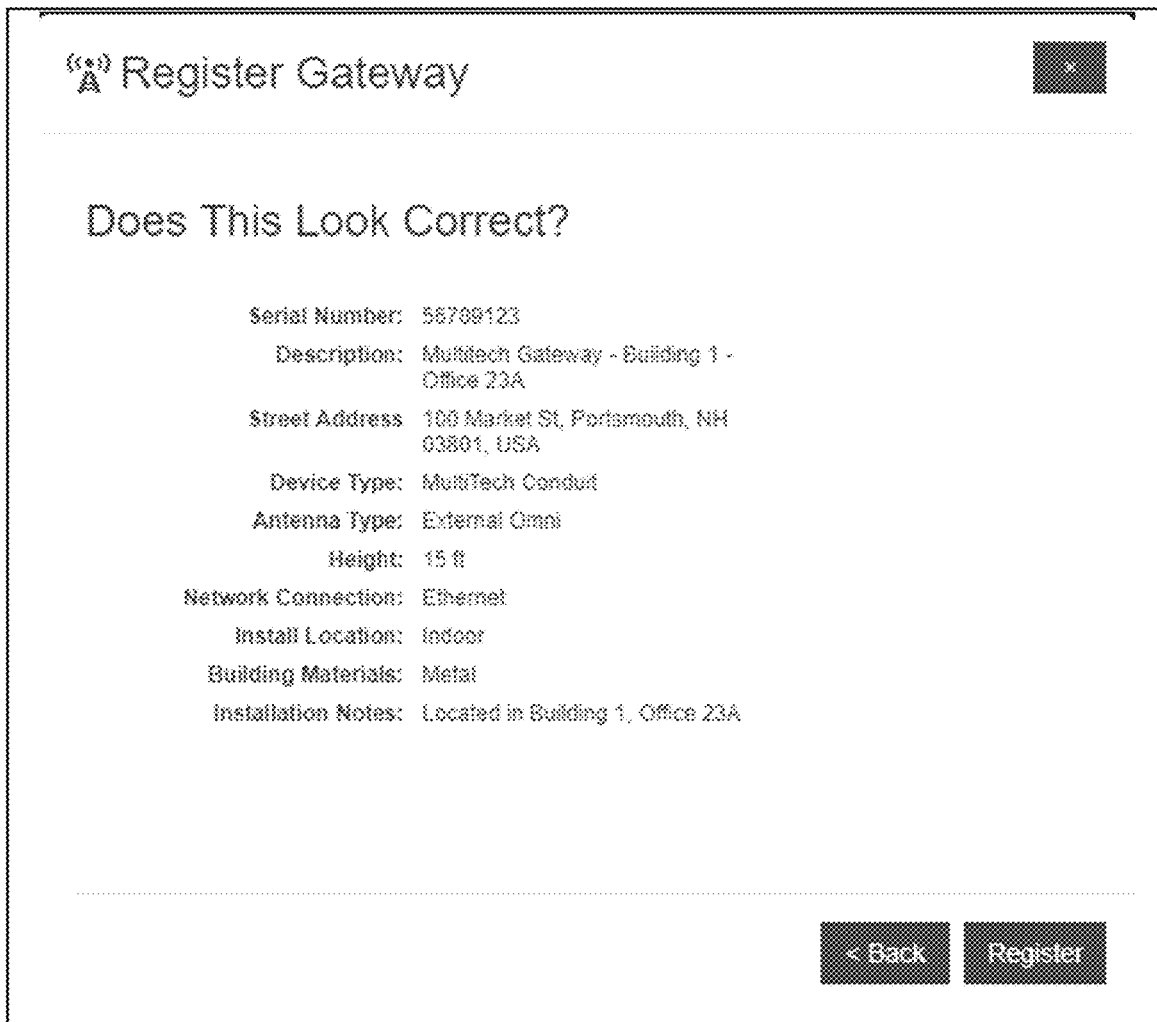 Register Gateway
×
Does This Look Correct?
Serial Number: 56709123
Description: Multitech Gateway - Building 1 -
Office 23A
Street Address 100 Market St, Portsmouth, NH
03801, USA
Device Type: MultiTech Conduit
Antenna Type: External Omni
Height: 15 ft
Network Connection: Ethernet
Install Location: Indoor
Building Materials: Metal
Installation Notes: Located in Building 1, Office 23A
< Back Register